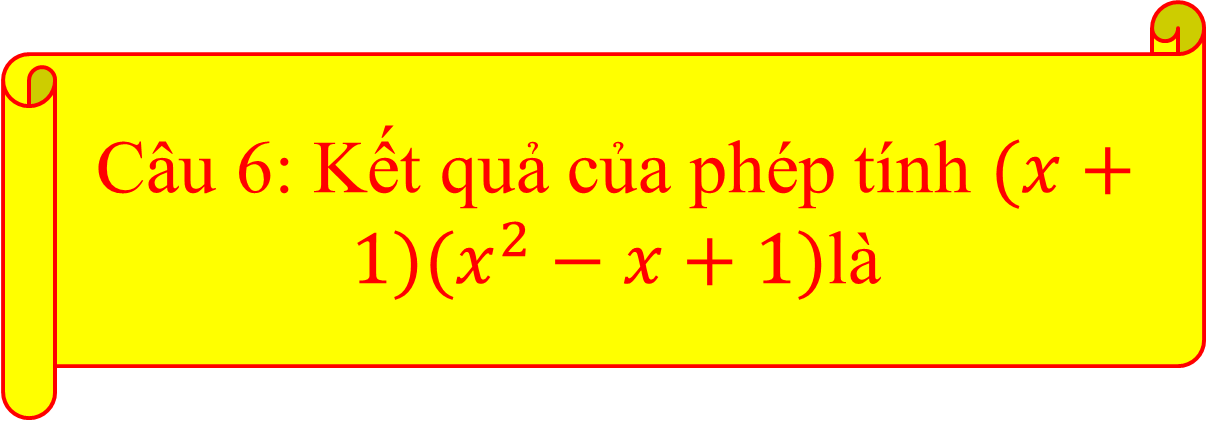 Câu 6: Kết quả của phép tính (𝑥 +
1)(𝑥² − 𝑥 + 1)là